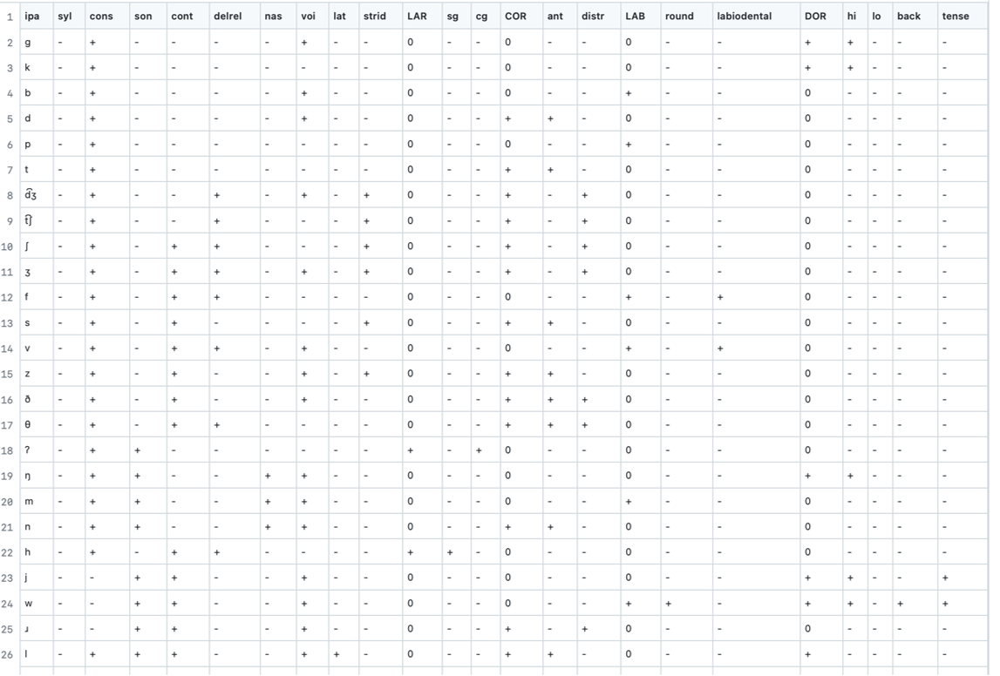 1 ipa syl cons son cont delrel nas voi lat strid LAR sg cg COR ant distr LAB round labiodental DOR hi lo back tense
2 g - + - - - - + - - 0 - - 0 - - 0 - - + + - - -
3 k - + - - - - - - - 0 - - 0 - - 0 - - + + - - -
4 b - + - - - - + - - 0 - - 0 - - + - - 0 - - - -
5 d - + - - - - + - - 0 - - + + - 0 - - 0 - - - -
6 p - + - - - - - - - 0 - - 0 - - + - - 0 - - - -
7 t - + - - - - - - - 0 - - + + - 0 - - 0 - - - -
8 d͡ʒ - + - - + - + - + 0 - - + - + 0 - - 0 - - - -
9 t͡ʃ - + - - + - - - + 0 - - + - + 0 - - 0 - - - -
10 ʃ - + - + + - - - + 0 - - + - + 0 - - 0 - - - -
11 ʒ - + - + + - + - + 0 - - + - + 0 - - 0 - - - -
12 f - + - + + - - - - 0 - - 0 - - + - + 0 - - - -
13 s - + - + - - - - + 0 - - + + - 0 - - 0 - - - -
14 v - + - + + - + - - 0 - - 0 - - + - + 0 - - - -
15 z - + - + - - + - + 0 - - + + - 0 - - 0 - - - -
16 ð - + - + - - + - - 0 - - + + + 0 - - 0 - - - -
17 θ - + - + + - - - - 0 - - + + + 0 - - 0 - - - -
18 ʔ - + + - - - - - - + - + 0 - - 0 - - 0 - - - -
19 ŋ - + + - - + + - - 0 - - 0 - - 0 - - + + - - -
20 m - + + - - + + - - 0 - - 0 - - + - - 0 - - - -
21 n - + + - - + + - - 0 - - + + - 0 - - 0 - - - -
22 h - + - + + - - - - + + - 0 - - 0 - - 0 - - - -
23 j - - + + - - + - - 0 - - 0 - - 0 - - + + - - +
24 w - - + + - - + - - 0 - - 0 - - + + - + + - + +
25 ɹ - - + + - - + - - 0 - - + - + 0 - - 0 - - - -
26 l - + + + - - + + - 0 - - + + - 0 - - + - - - -